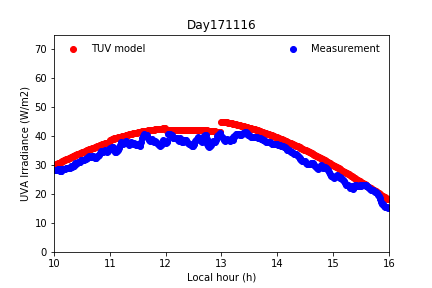 Day171116
TUV model
Measurement
UVA Irradiance (W/m2)
70
60
50
40
30
20
10
0
10 11 12 13 14 15 16
Local hour (h)